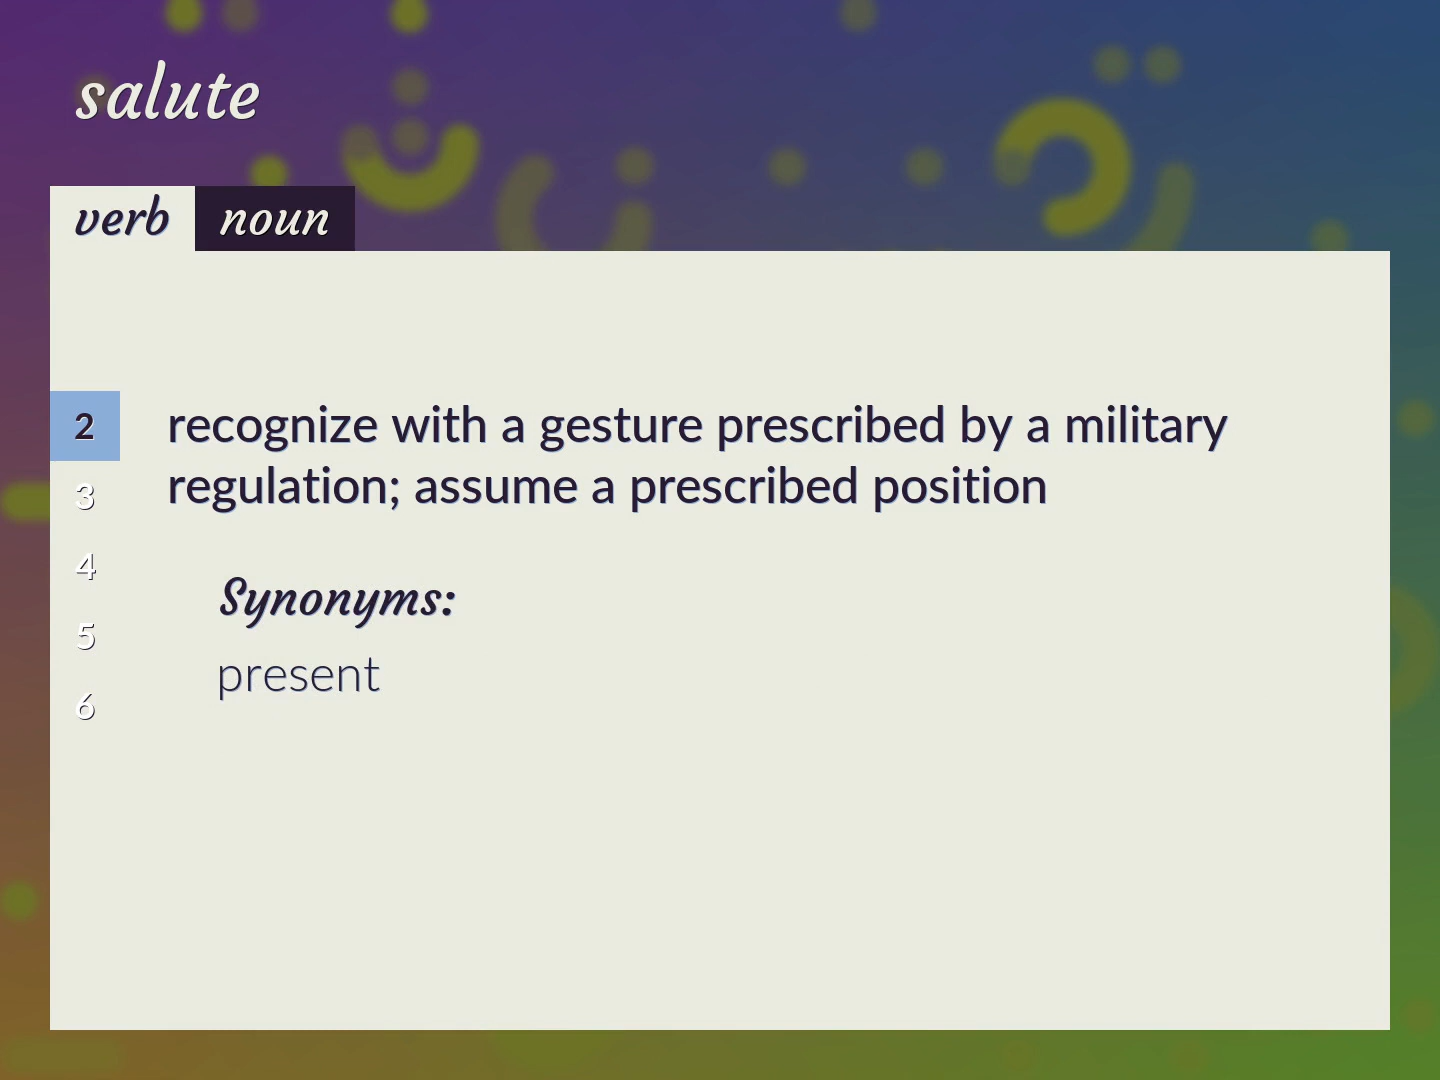 salute
verb noun
2 recognize with a gesture prescribed by a military
3 regulation; assume a prescribed position
4
Synonyms:
5
present
6